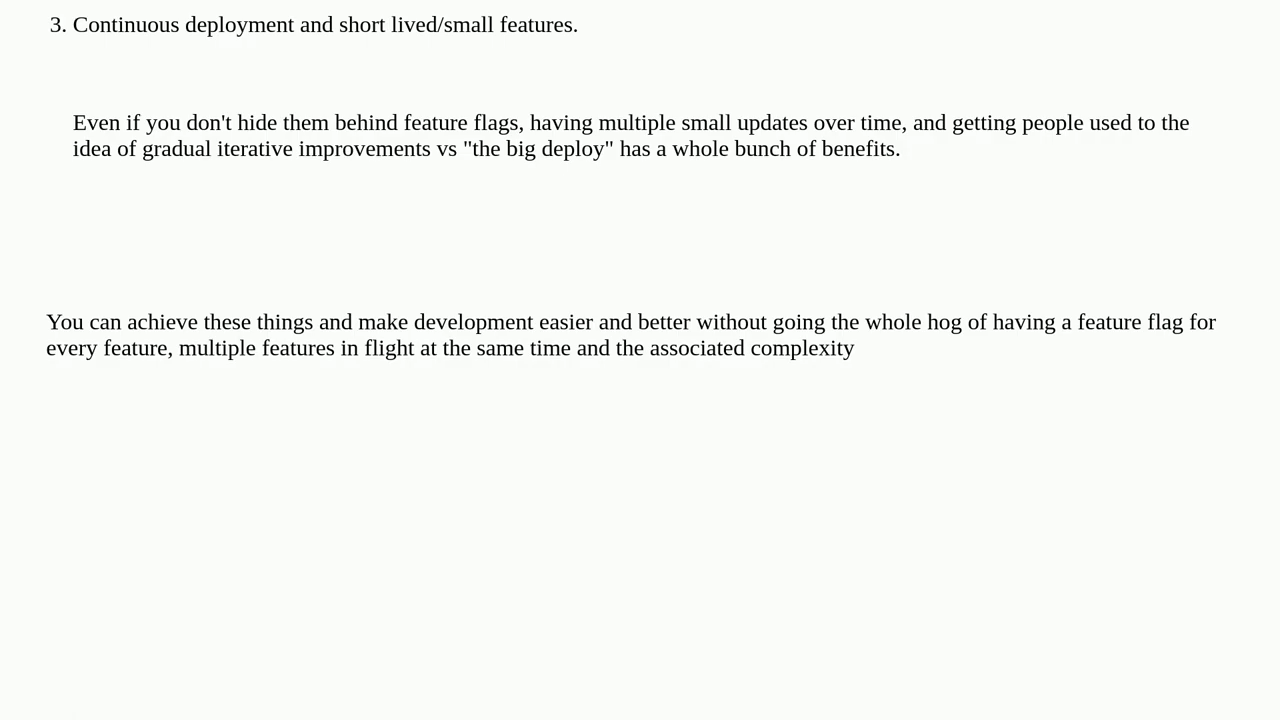 3. Continuous deployment and short lived/small features.
Even if you don't hide them behind feature flags, having multiple small updates over time, and getting people used to the
idea of gradual iterative improvements vs "the big deploy" has a whole bunch of benefits.
You can achieve these things and make development easier and better without going the whole hog of having a feature flag for
every feature, multiple features in flight at the same time and the associated complexity